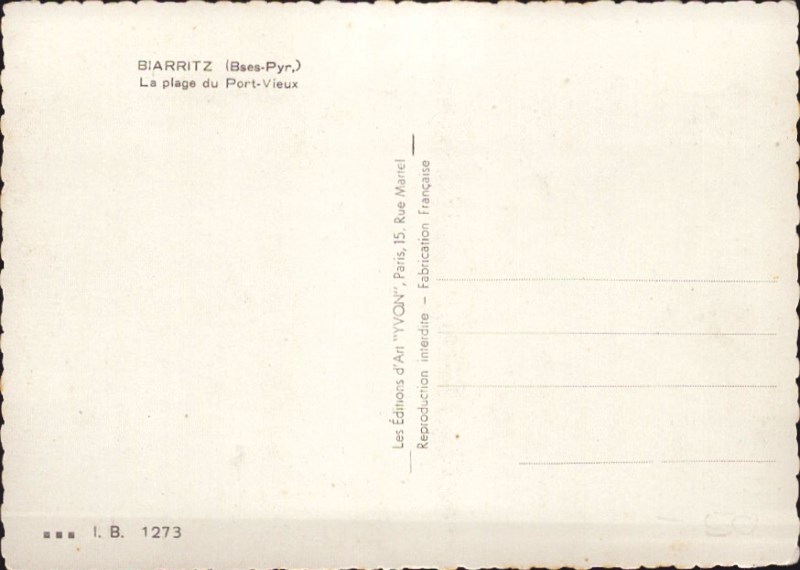 BIARRITZ (Bses-Pyr,)
La plage du Port-Vieux
Les Éditions d'Art "YVON", Paris, 15, Rue Martel
Reproduction interdite – Fabrication Française
I. B. 1273